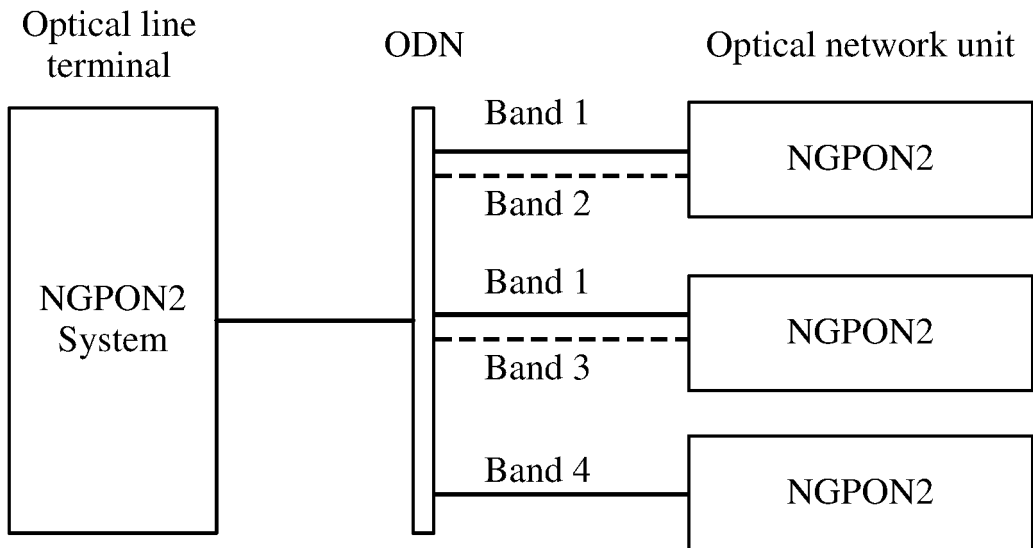 Optical line
terminal
ODN
Optical network unit
Band 1
NGPON2
Band 2
Band 1
NGPON2
System
NGPON2
Band 3
Band 4
NGPON2